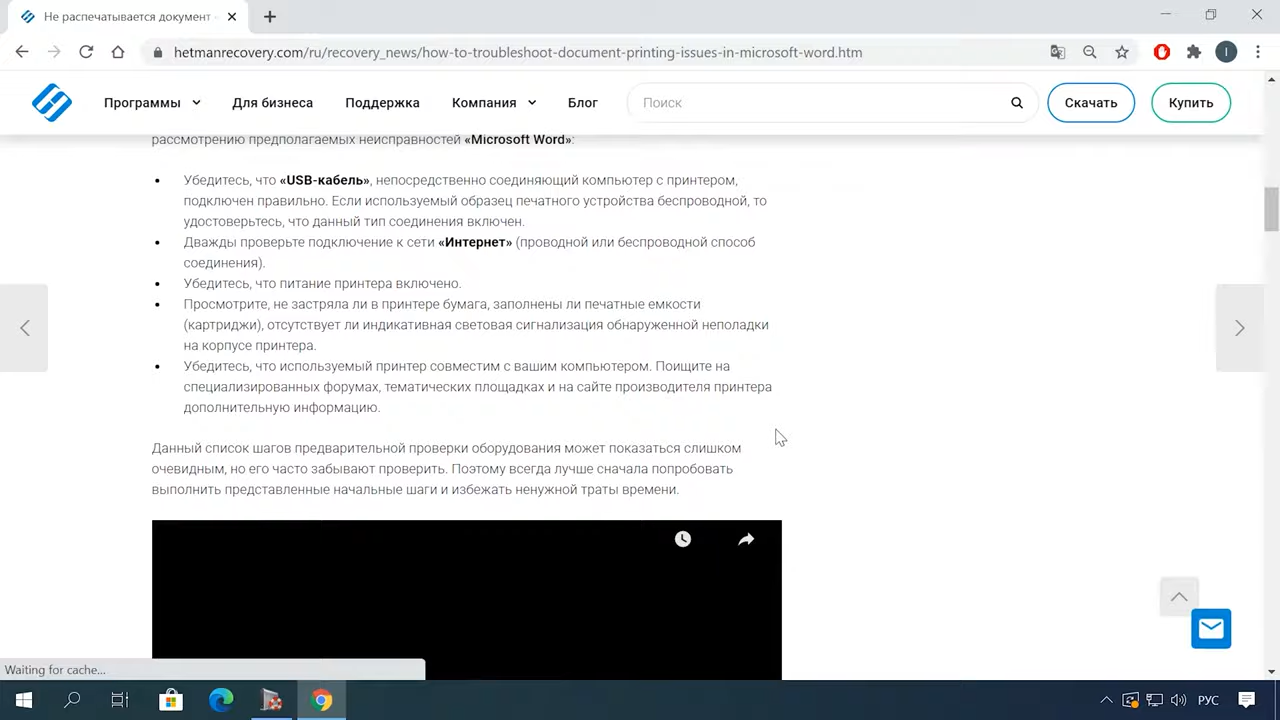 Не распечатывается документ
hetmanrecovery.com/ru/recovery_news/how-to-troubleshoot-document-printing-issues-in-microsoft-word.htm
I
Программы
Для бизнеса
Поддержка
Компания
Блог
Поиск
Скачать
Купить
рассмотрению предполагаемых неисправностей «Microsoft Word»:
• Убедитесь, что «USB-кабель», непосредственно соединяющий компьютер с принтером,
подключен правильно. Если используемый образец печатного устройства беспроводной, то
удостоверьтесь, что данный тип соединения включен.
• Дважды проверьте подключение к сети «Интернет» (проводной или беспроводной способ
соединения).
• Убедитесь, что питание принтера включено.
• Просмотрите, не застряла ли в принтере бумага, заполнены ли печатные емкости
(картриджи), отсутствует ли индикативная световая сигнализация обнаруженной неполадки
на корпусе принтера.
• Убедитесь, что используемый принтер совместим с вашим компьютером. Поищите на
специализированных форумах, тематических площадках и на сайте производителя принтера
дополнительную информацию.
Данный список шагов предварительной проверки оборудования может показаться слишком
очевидным, но его часто забывают проверить. Поэтому всегда лучше сначала попробовать
выполнить представленные начальные шаги и избежать ненужной траты времени.
Waiting for cache...
РУС